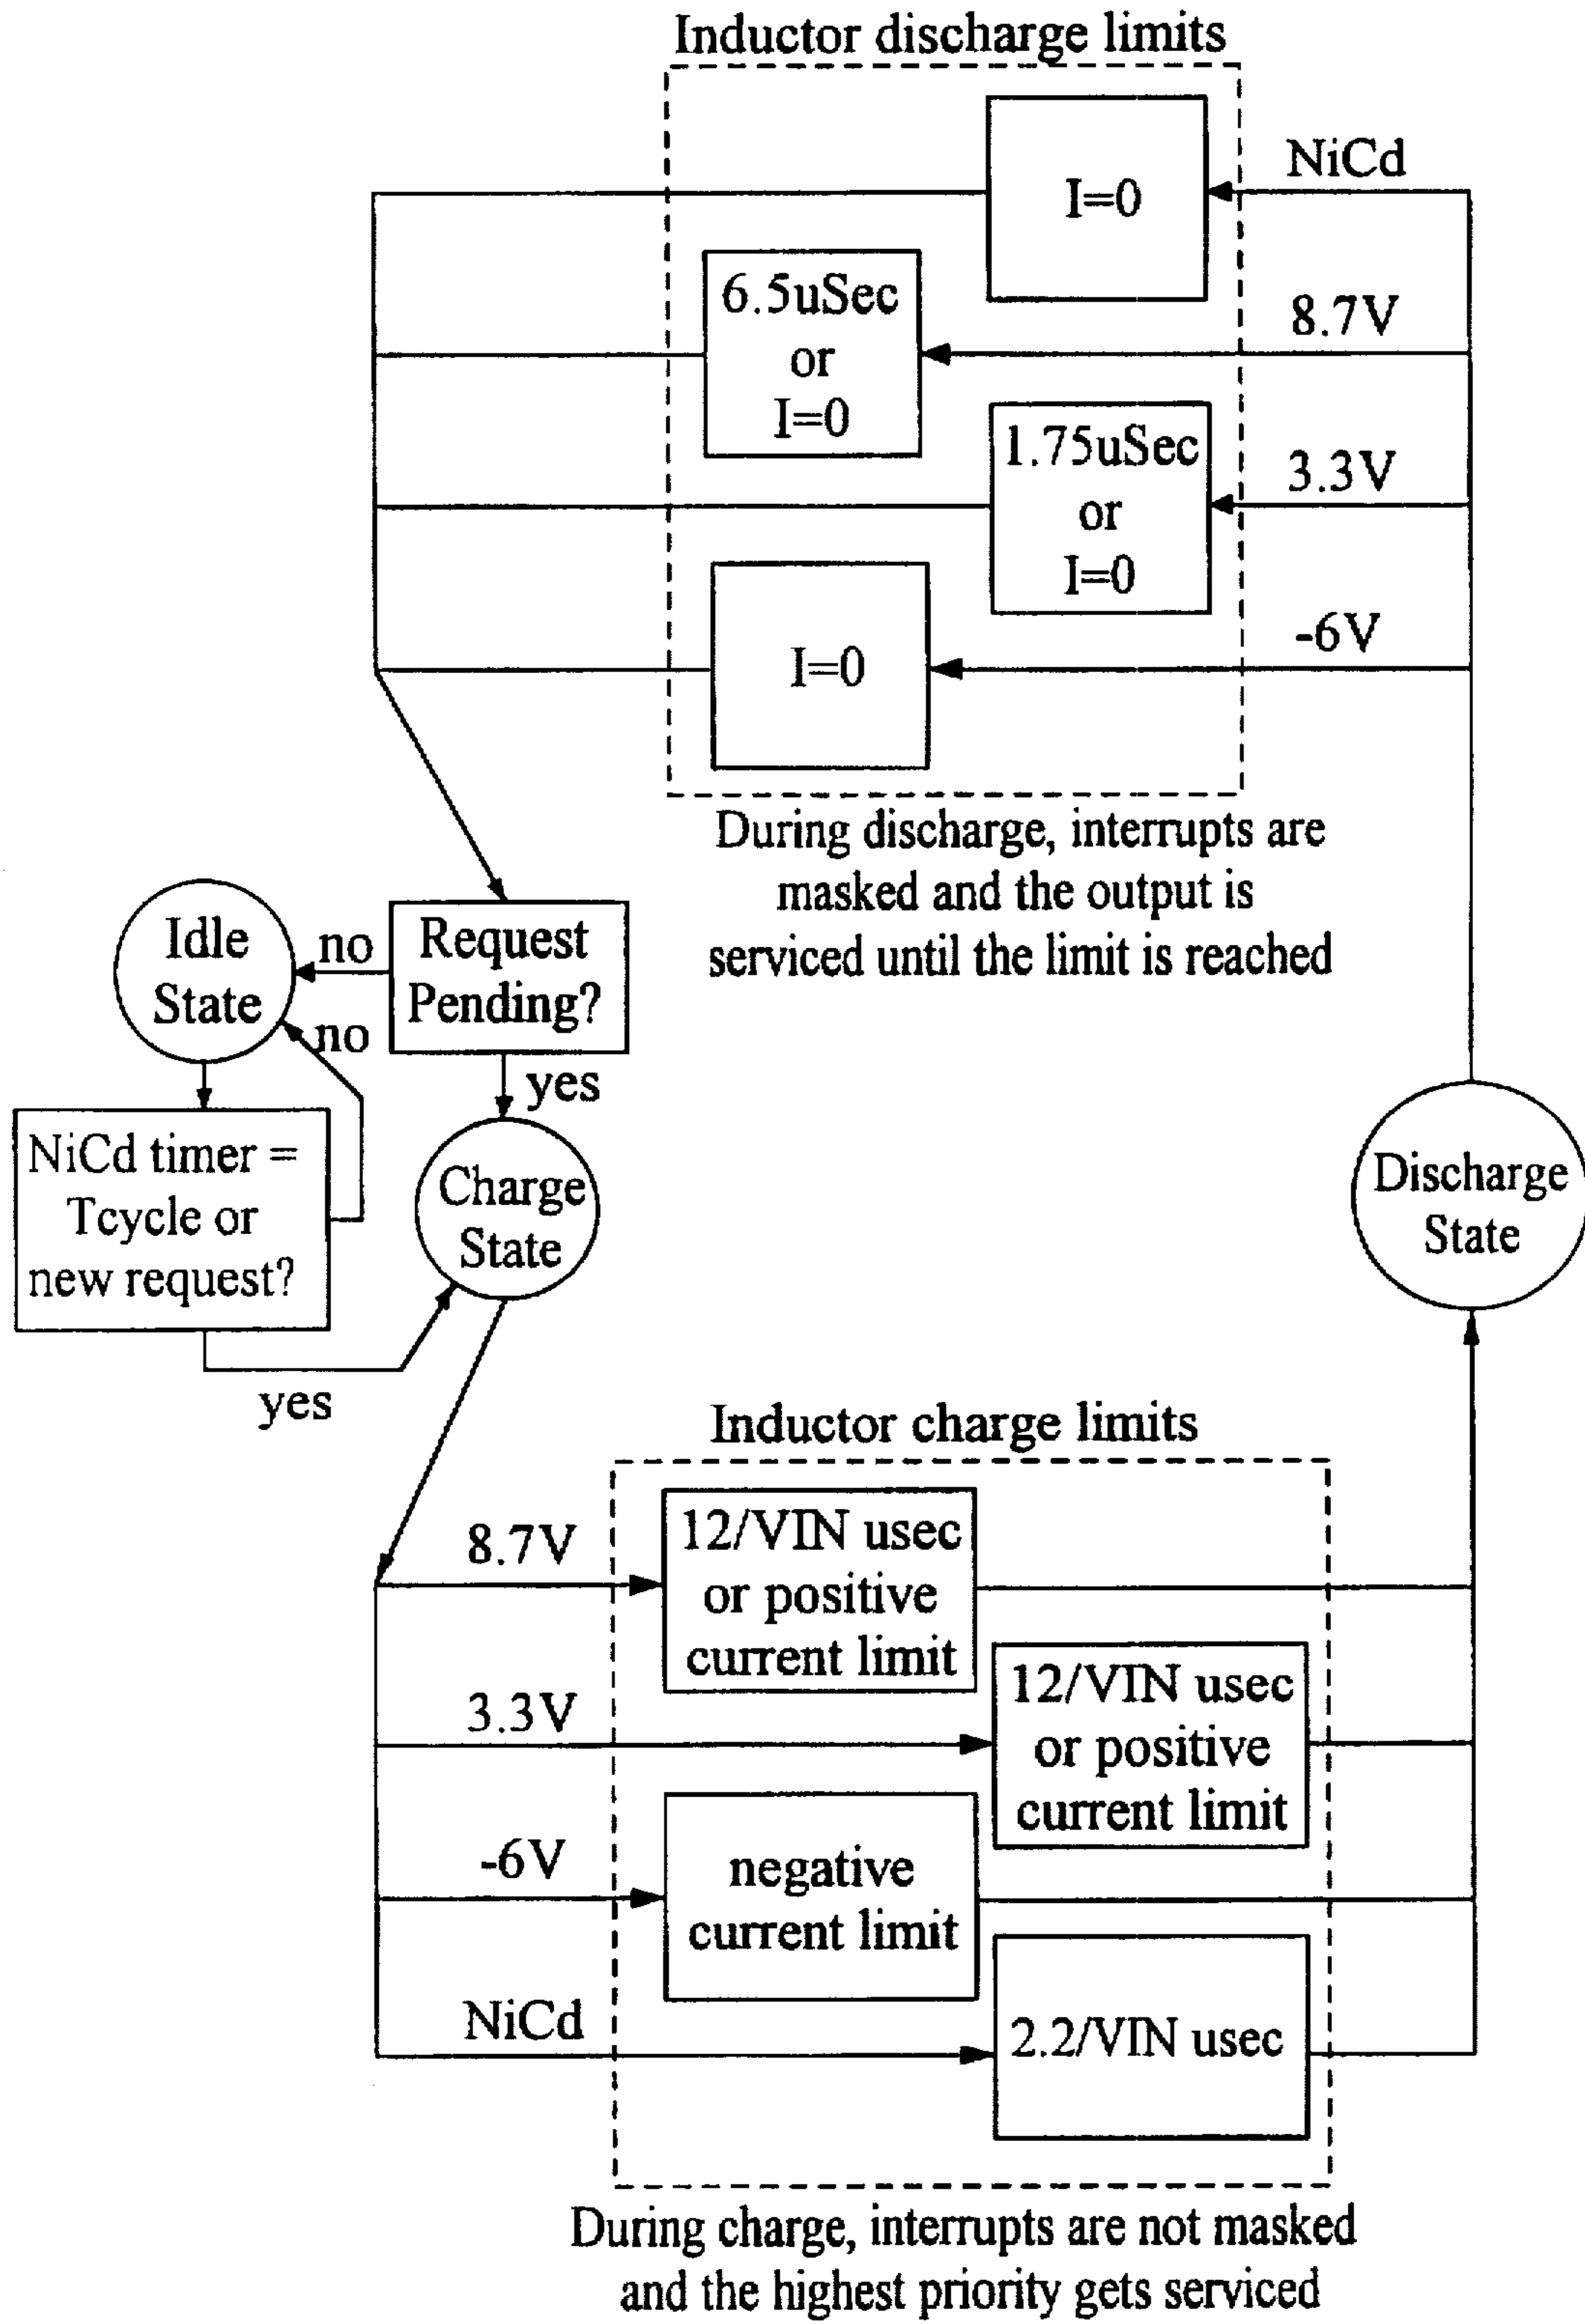 Inductor discharge limits
NiCd
I=0
8.7V
6.5uSec
or
I=0
3.3V
1.75uSec
or
I=0
-6V
I=0
During discharge, interrupts are
masked and the output is
serviced until the limit is reached
Idle
State
no
Request
Pending?
no
yes
NiCd timer =
Tcycle or
new request?
Charge
State
yes
Discharge
State
Inductor charge limits
8.7V
12/VIN usec
or positive
current limit
3.3V
12/VIN usec
or positive
current limit
-6V
negative
current limit
NiCd
2.2/VIN usec
During charge, interrupts are not masked
and the highest priority gets serviced